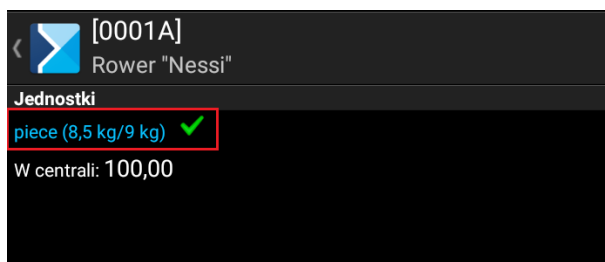 [0001A]
Rower "Nessi"
Jednostki
piece (8,5 kg/9 kg)
W centrali: 100,00